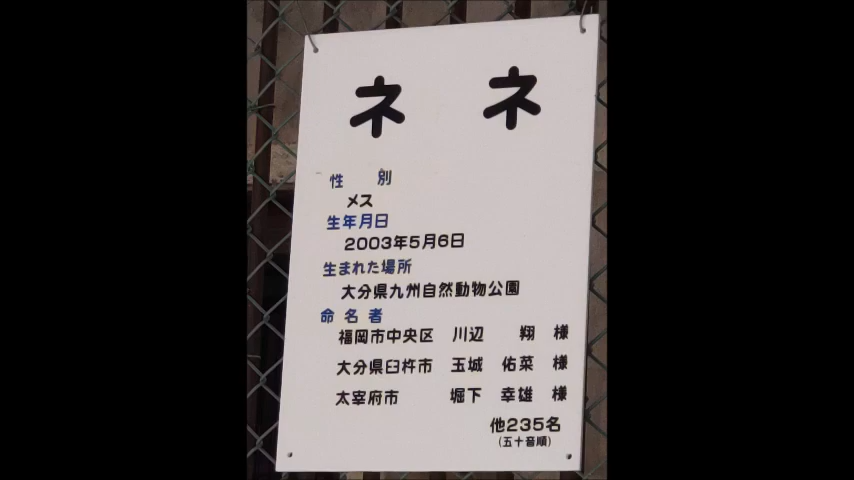 ネネ
性別
メス
生年月日
2003年5月6日
生まれた場所
大分県九州自然動物公園
命名者
福岡市中央区 川辺 翔 様
大分県臼杵市 玉城 佑菜 様
太宰府市 堀下 幸雄 様
他235名
(五十音順)